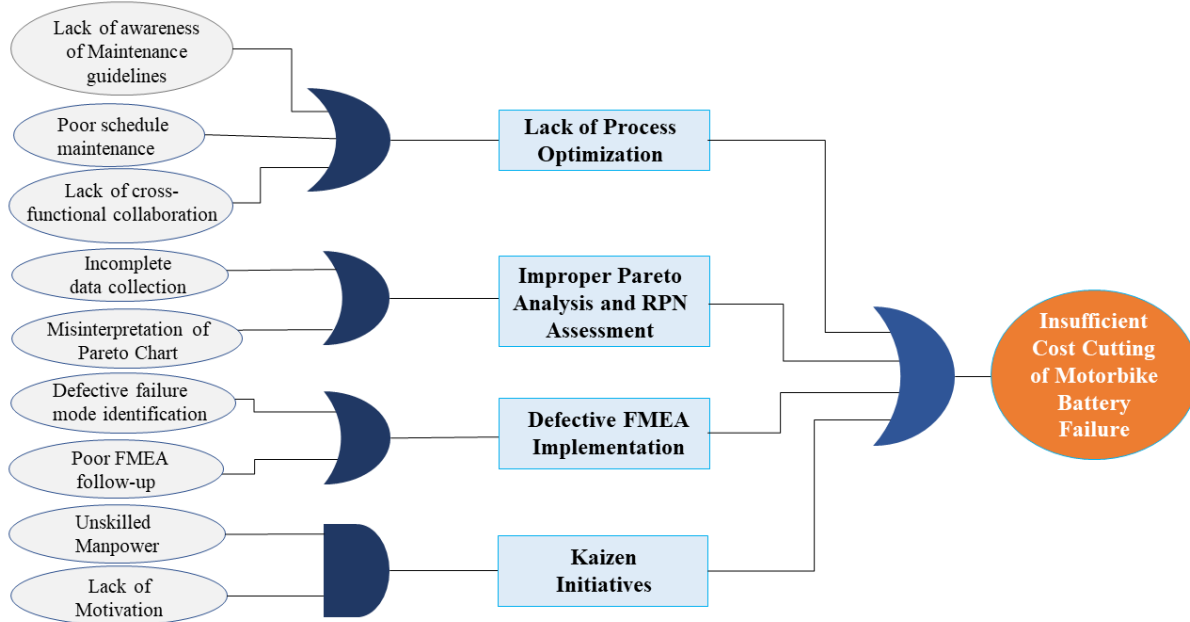 Lack of awareness
of Maintenance
guidelines
Poor schedule
maintenance
Lack of cross-
functional collaboration
Incomplete
data collection
Misinterpretation of
Pareto Chart
Defective failure
mode identification
Poor FMEA
follow-up
Unskilled
Manpower
Lack of
Motivation
Lack of Process
Optimization
Improper Pareto
Analysis and RPN
Assessment
Defective FMEA
Implementation
Kaizen
Initiatives
Insufficient
Cost Cutting
of Motorbike
Battery
Failure